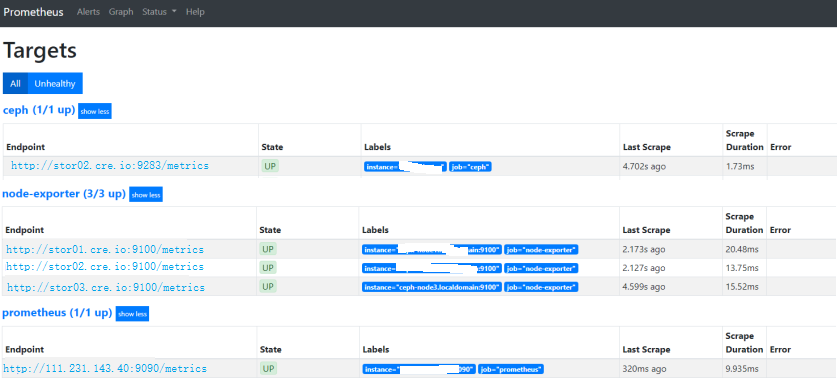 Prometheus Alerts Graph Status Help
Targets
All Unhealthy
ceph (1/1 up) show less
Endpoint State Labels Last Scrape Scrape Duration Error
http://stor02.cre.io:9283/metrics UP instance=" " job="ceph" 4.702s ago 1.73ms
node-exporter (3/3 up) show less
Endpoint State Labels Last Scrape Scrape Duration Error
http://stor01.cre.io:9100/metrics UP instance=" domain:9100" job="node-exporter" 2.173s ago 20.48ms
http://stor02.cre.io:9100/metrics UP instance= :9100" job="node-exporter" 2.127s ago 13.75ms
http://stor03.cre.io:9100/metrics UP instance="ceph-node3.localdomain:9100" job="node-exporter" 4.599s ago 15.52ms
prometheus (1/1 up) show less
Endpoint State Labels Last Scrape Scrape Duration Error
http://111.231.143.40:9090/metrics UP instance=" 090" job="prometheus" 320ms ago 9.935ms